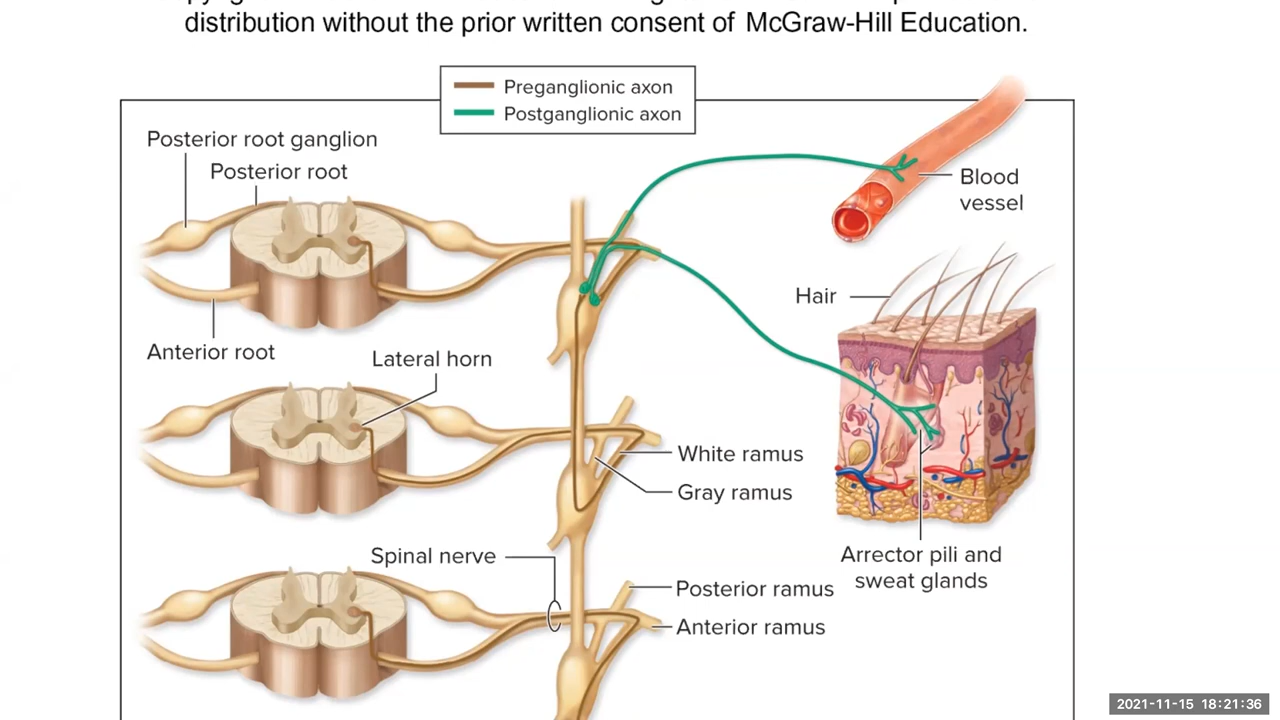 distribution without the prior written consent of McGraw-Hill Education.
Preganglionic axon
Postganglionic axon
Posterior root ganglion
Posterior root
Blood
vessel
Hair
Anterior root
Lateral horn
White ramus
Gray ramus
Spinal nerve
Arrector pili and
sweat glands
Posterior ramus
Anterior ramus
2021-11-15 18:21:36